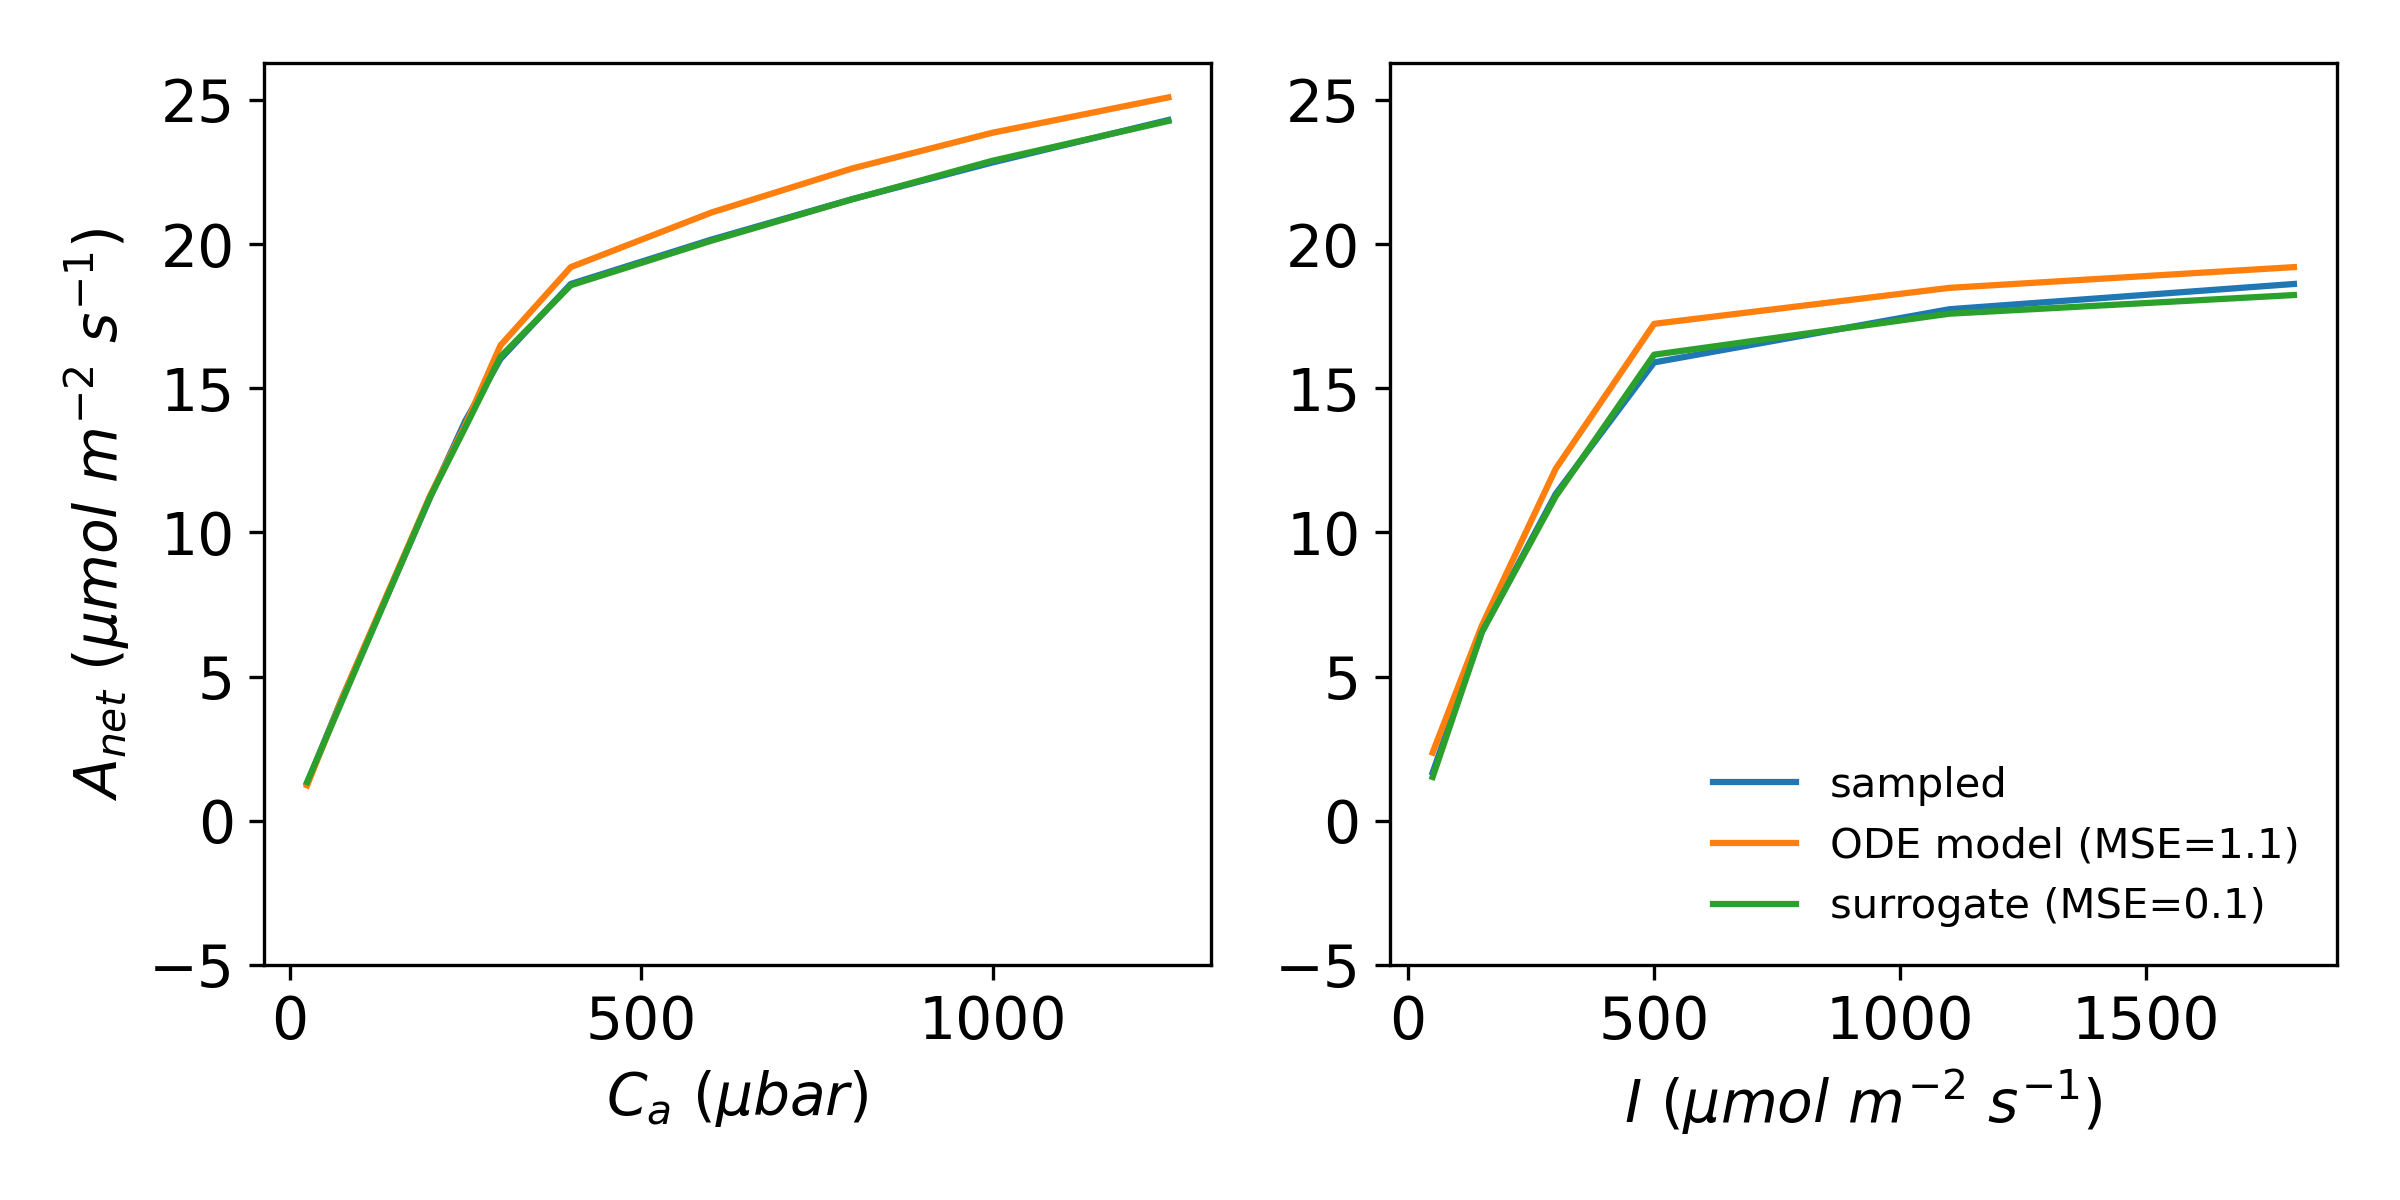 25
20
15
10
5
0
−5
A_net (μmol m⁻² s⁻¹)
0 500 1000
C_a (μbar)
25
20
15
10
5
0
−5
sampled
ODE model (MSE=1.1)
surrogate (MSE=0.1)
0 500 1000 1500
I (μmol m⁻² s⁻¹)